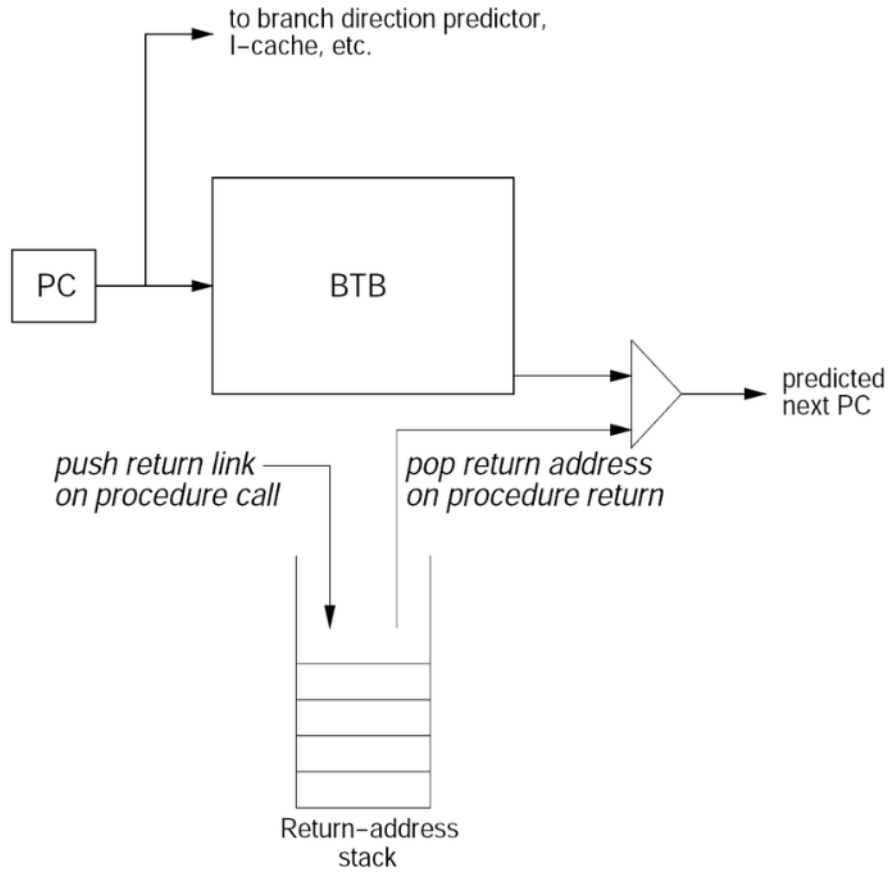 to branch direction predictor,
I-cache, etc.
PC
BTB
predicted
next PC
push return link
on procedure call
pop return address
on procedure return
Return-address
stack